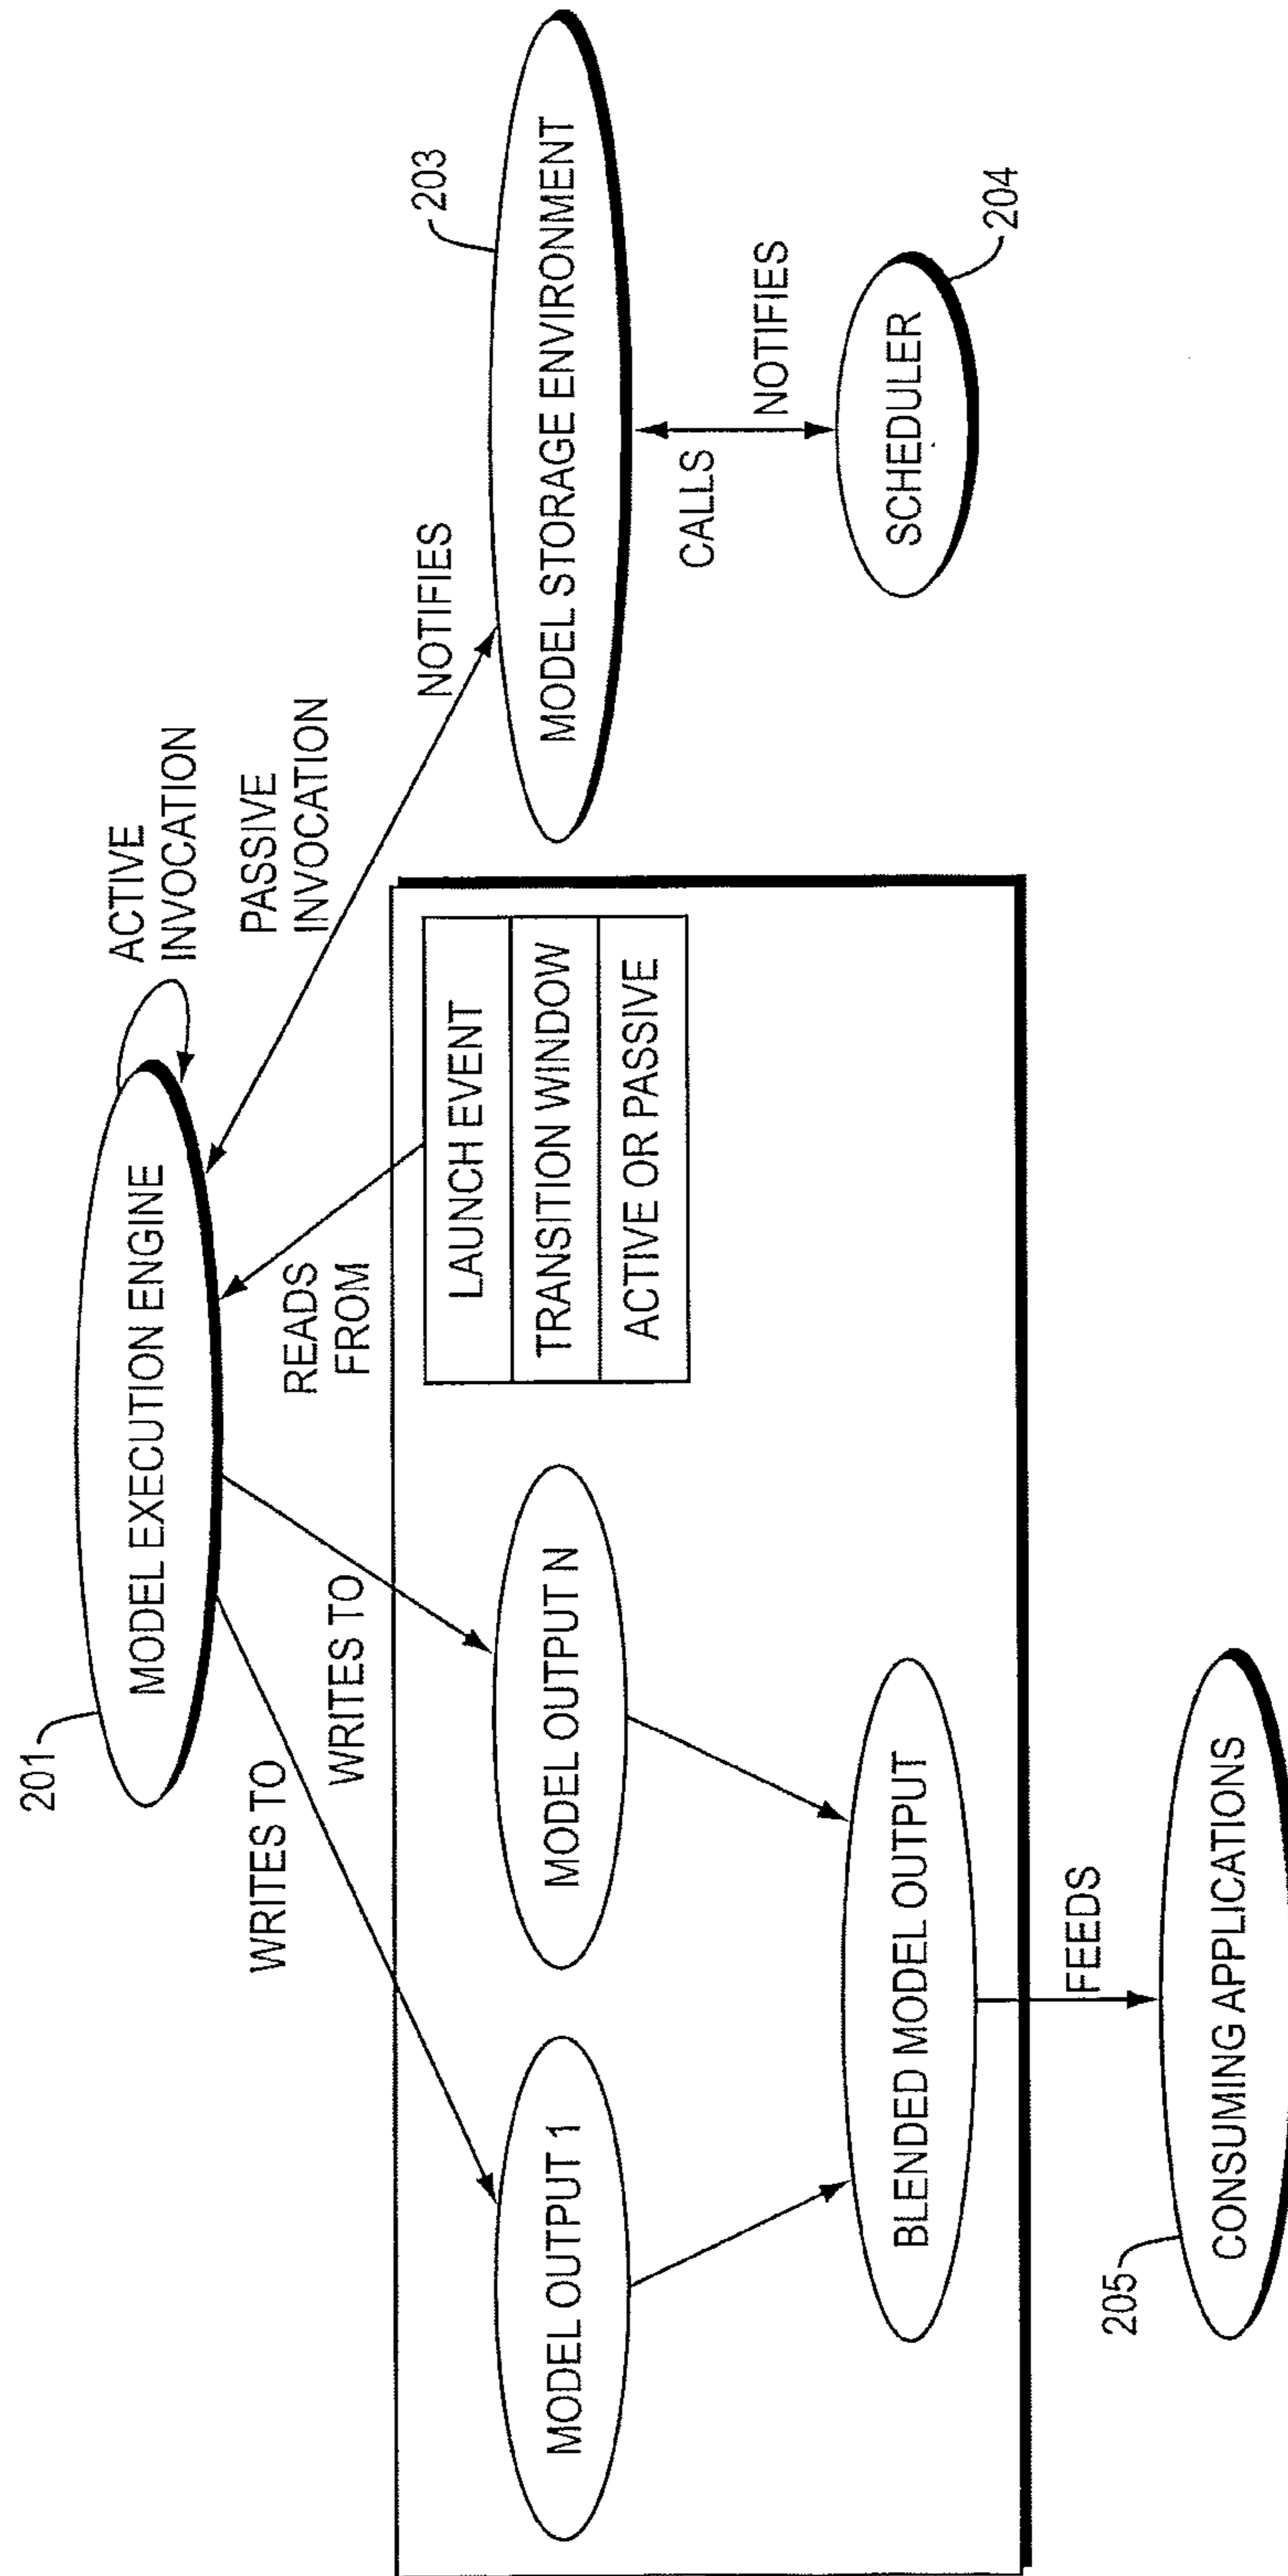 201
MODEL EXECUTION ENGINE
ACTIVE
INVOCATION
PASSIVE
INVOCATION
WRITES TO
WRITES TO
READS
FROM
NOTIFIES
203
MODEL STORAGE ENVIRONMENT
MODEL OUTPUT 1
MODEL OUTPUT N
LAUNCH EVENT
TRANSITION WINDOW
ACTIVE OR PASSIVE
CALLS
NOTIFIES
BLENDED MODEL OUTPUT
SCHEDULER
204
FEEDS
205
CONSUMING APPLICATIONS